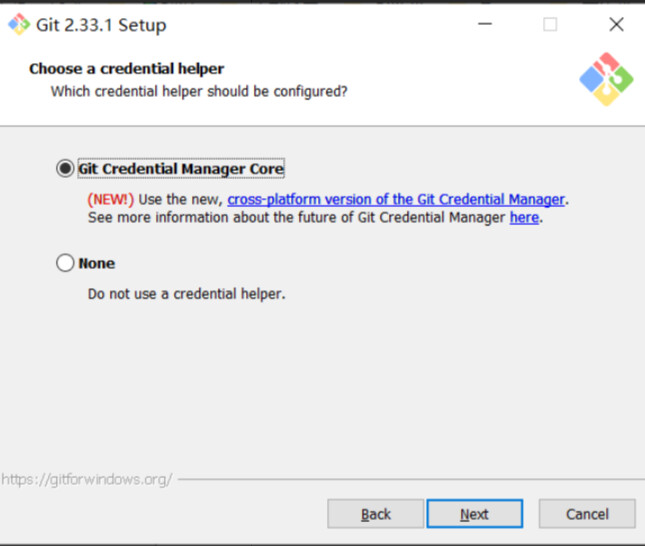 Git 2.33.1 Setup
Choose a credential helper
Which credential helper should be configured?
Git Credential Manager Core
(NEW!) Use the new, cross-platform version of the Git Credential Manager.
See more information about the future of Git Credential Manager here.
None
Do not use a credential helper.
https://gitforwindows.org/
Back Next Cancel